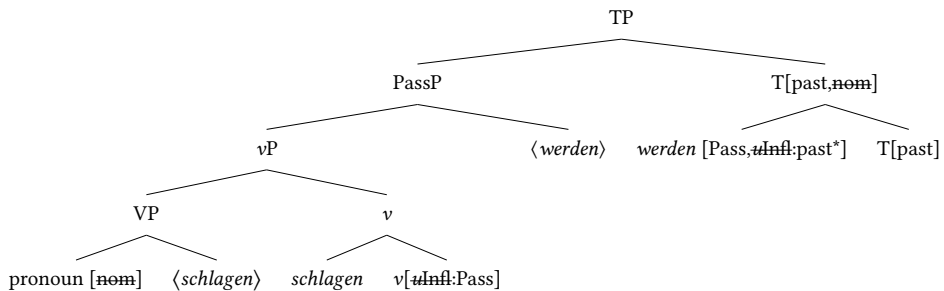 TP
PassP T[past,nom]
vP ⟨werden⟩ werden [Pass,uInfl:past*] T[past]
VP v
pronoun [nom] ⟨schlagen⟩ schlagen v[uInfl:Pass]